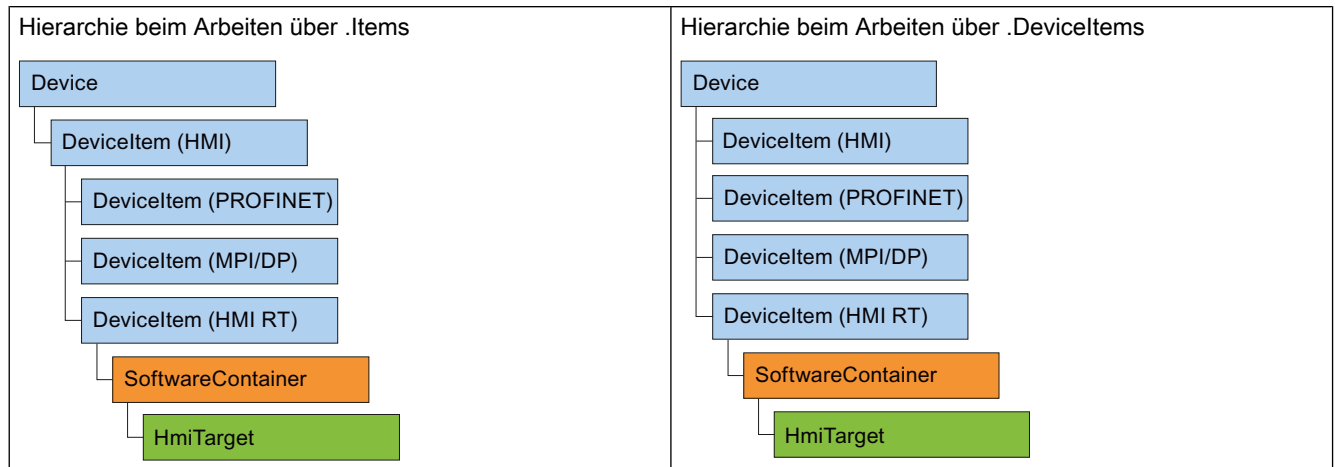 Hierarchie beim Arbeiten über .Items
Device
DeviceItem (HMI)
DeviceItem (PROFINET)
DeviceItem (MPI/DP)
DeviceItem (HMI RT)
SoftwareContainer
HmiTarget
Hierarchie beim Arbeiten über .DeviceItems
Device
DeviceItem (HMI)
DeviceItem (PROFINET)
DeviceItem (MPI/DP)
DeviceItem (HMI RT)
SoftwareContainer
HmiTarget